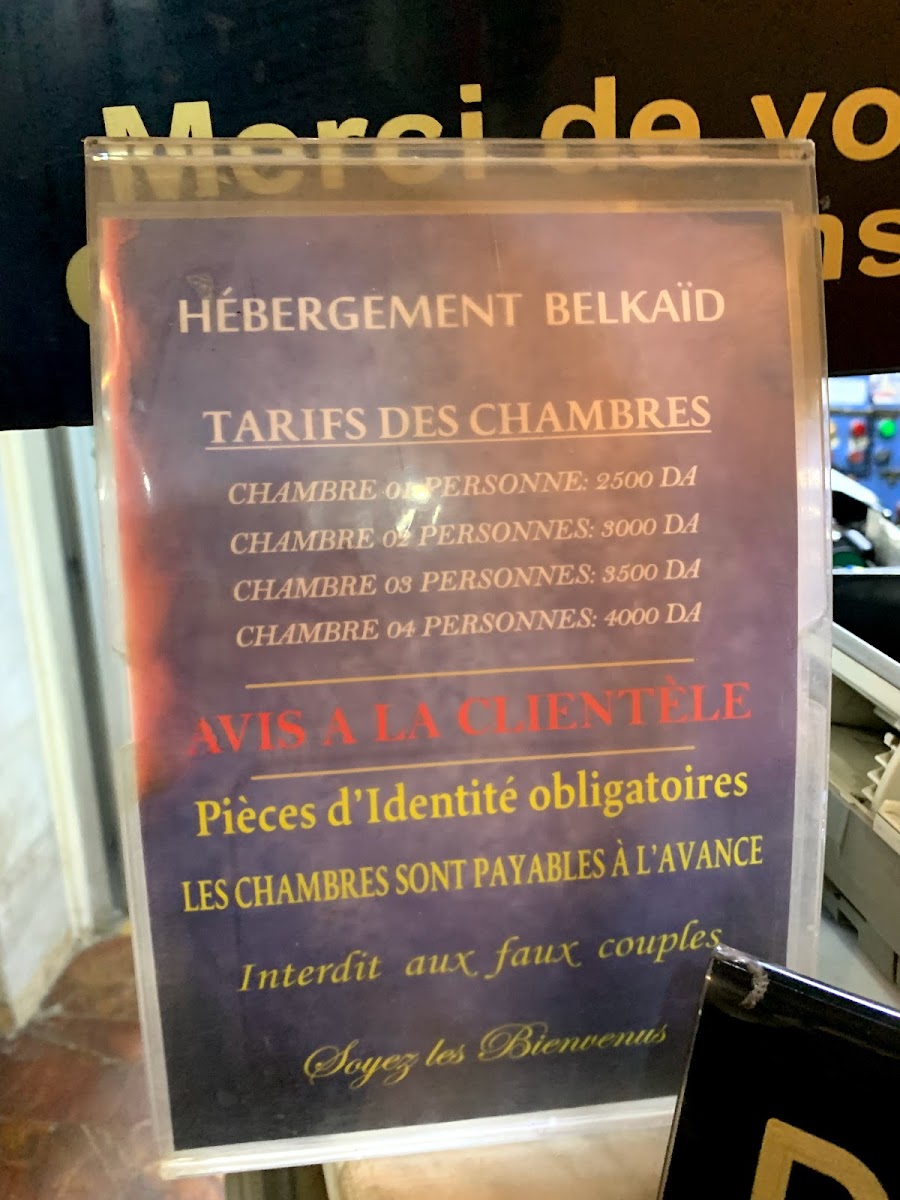 Merci de vo
ns
HÉBERGEMENT BELKAÏD
TARIFS DES CHAMBRES
CHAMBRE 01 PERSONNE: 2500 DA
CHAMBRE 02 PERSONNES: 3000 DA
CHAMBRE 03 PERSONNES: 3500 DA
CHAMBRE 04 PERSONNES: 4000 DA
AVIS A LA CLIENTÈLE
Pièces d'Identité obligatoires
LES CHAMBRES SONT PAYABLES À L'AVANCE
Interdit aux faux couples
Soyez les Bienvenus